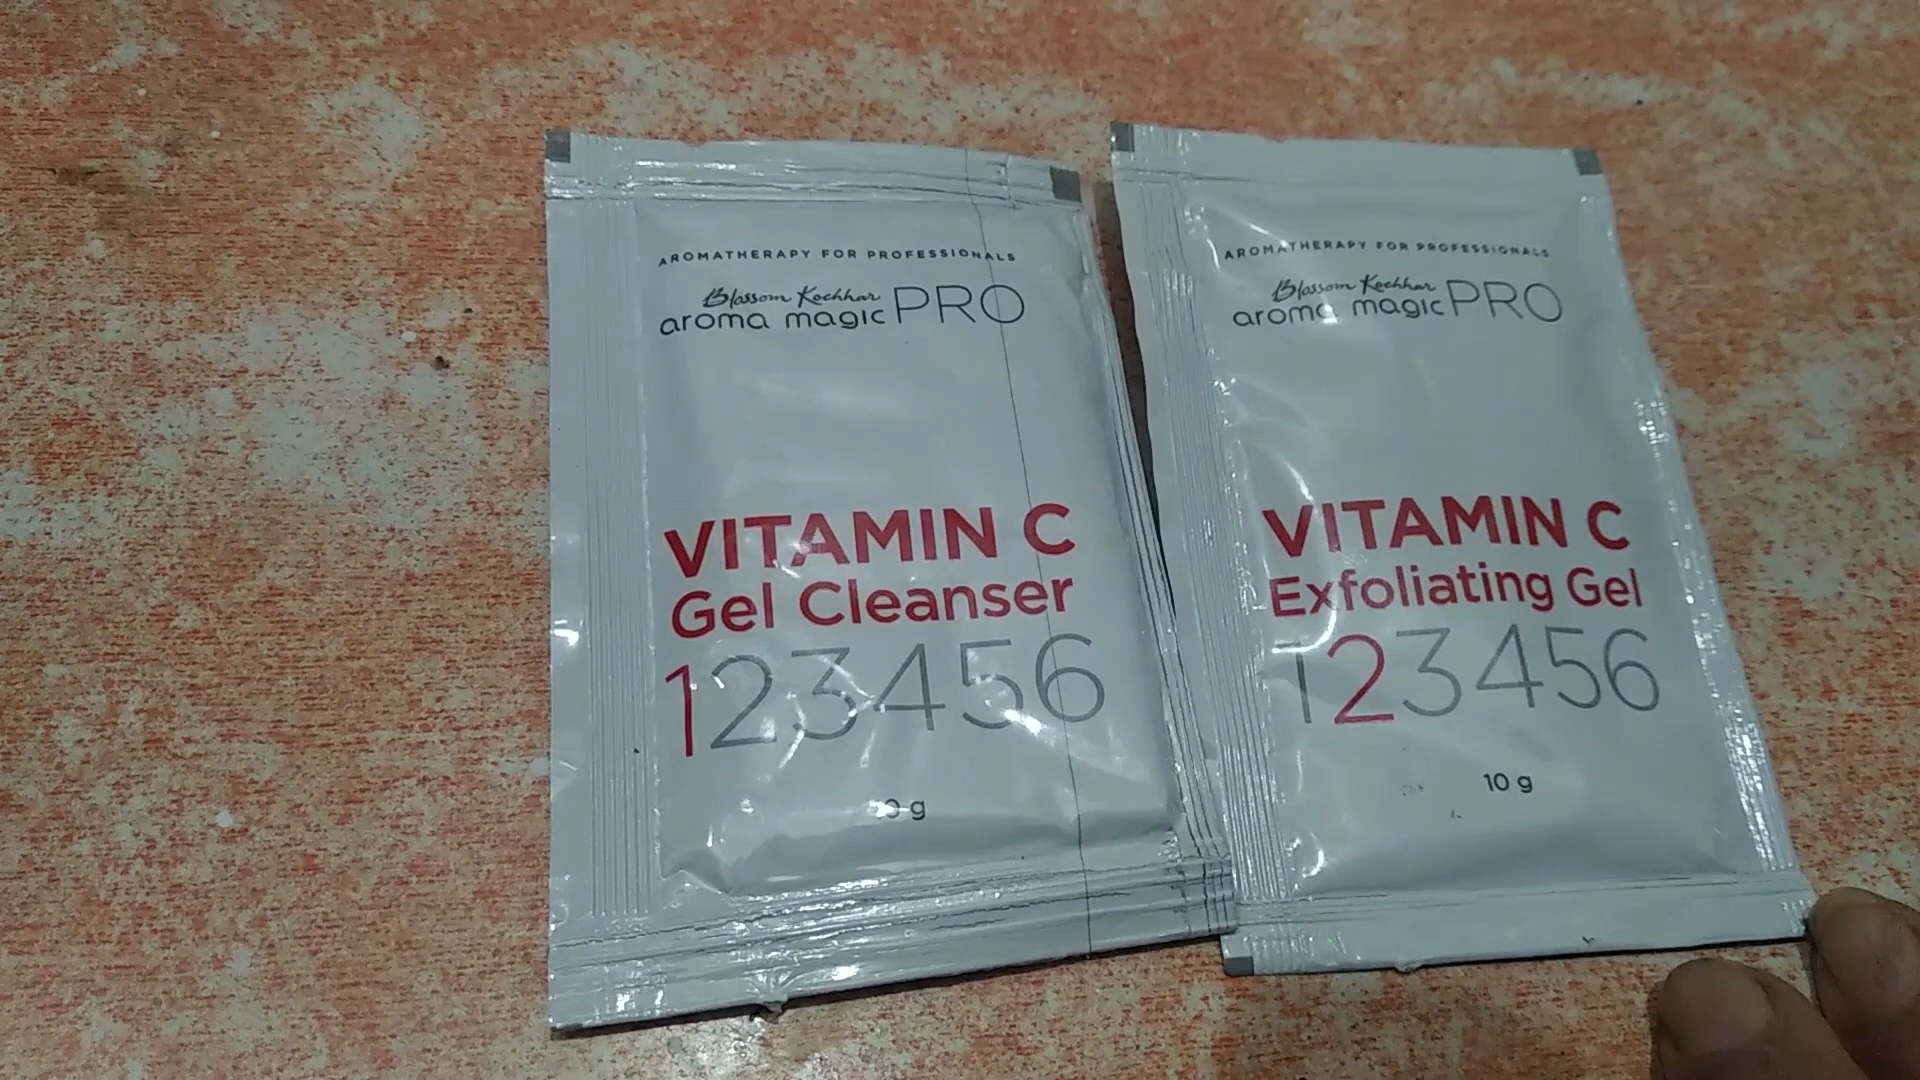 AROMATHERAPY FOR PROFESSIONALS
Blossom Kochhar
aroma magic PRO
VITAMIN C
Gel Cleanser
123456
g
AROMATHERAPY FOR PROFESSIONALS
Blossom Kochhar
aroma magic PRO
VITAMIN C
Exfoliating Gel
123456
10 g